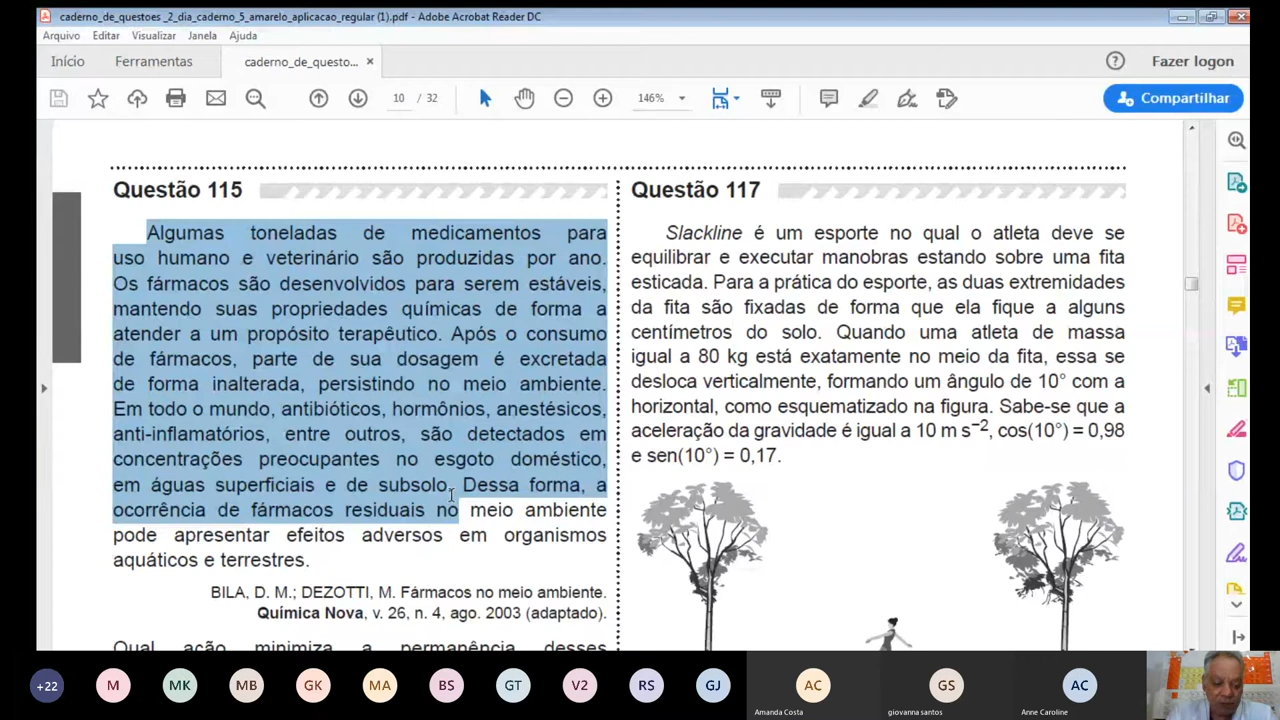 caderno_de_questoes _2_dia_caderno_5_amarelo_aplicacao_regular (1).pdf - Adobe Acrobat Reader DC
Arquivo Editar Visualizar Janela Ajuda
Início Ferramentas caderno_de_questo... × Fazer logon
10 / 32 146% Compartilhar
Questão 115
Algumas toneladas de medicamentos para
uso humano e veterinário são produzidas por ano.
Os fármacos são desenvolvidos para serem estáveis,
mantendo suas propriedades químicas de forma a
atender a um propósito terapêutico. Após o consumo
de fármacos, parte de sua dosagem é excretada
de forma inalterada, persistindo no meio ambiente.
Em todo o mundo, antibióticos, hormônios, anestésicos,
anti-inflamatórios, entre outros, são detectados em
concentrações preocupantes no esgoto doméstico,
em águas superficiais e de subsolo. Dessa forma, a
ocorrência de fármacos residuais no meio ambiente
pode apresentar efeitos adversos em organismos
aquáticos e terrestres.
BILA, D. M.; DEZOTTI, M. Fármacos no meio ambiente.
Química Nova, v. 26, n. 4, ago. 2003 (adaptado).
Qual ação minimiza a permanência desses
Questão 117
Slackline é um esporte no qual o atleta deve se
equilibrar e executar manobras estando sobre uma fita
esticada. Para a prática do esporte, as duas extremidades
da fita são fixadas de forma que ela fique a alguns
centímetros do solo. Quando uma atleta de massa
igual a 80 kg está exatamente no meio da fita, essa se
desloca verticalmente, formando um ângulo de 10° com a
horizontal, como esquematizado na figura. Sabe-se que a
aceleração da gravidade é igual a 10 m s⁻², cos(10°) = 0,98
e sen(10°) = 0,17.
+22 M MK MB GK MA BS GT V2 RS GJ AC GS AC
Amanda Costa giovanna santos Anne Caroline